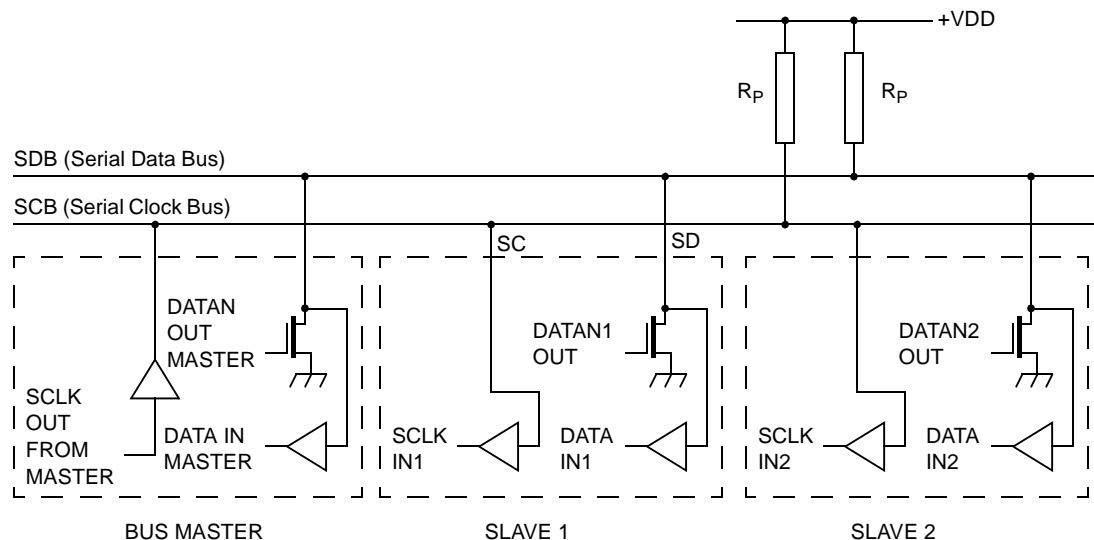 +VDD
R_P
R_P
SDB (Serial Data Bus)
SCB (Serial Clock Bus)
SC
SD
DATAN
OUT
MASTER
SCLK
OUT
FROM
MASTER
DATA IN
MASTER
DATAN1
OUT
SCLK
IN1
DATA
IN1
DATAN2
OUT
SCLK
IN2
DATA
IN2
BUS MASTER
SLAVE 1
SLAVE 2